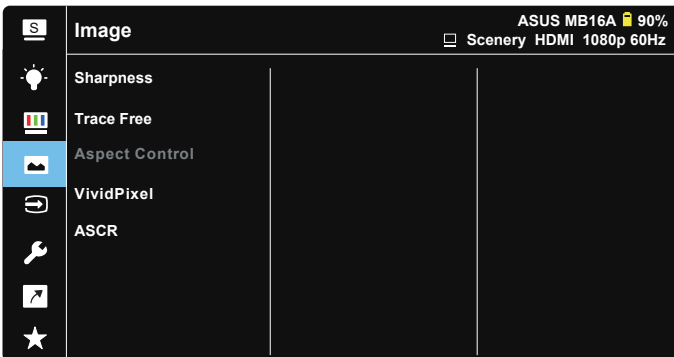 S
Image
ASUS MB16A 90%
Scenery HDMI 1080p 60Hz
Sharpness
Trace Free
Aspect Control
VividPixel
ASCR